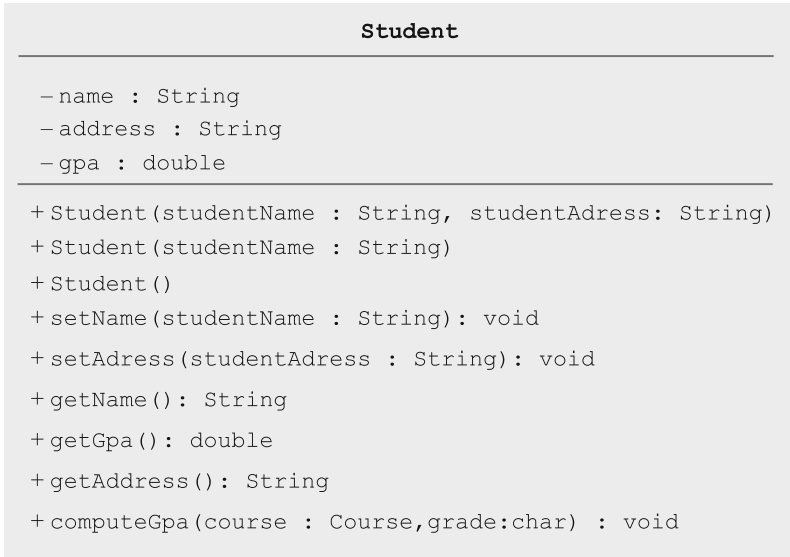 Student
– name : String
– address : String
– gpa : double
+ Student(studentName : String, studentAdress: String)
+ Student(studentName : String)
+ Student()
+ setName(studentName : String): void
+ setAdress(studentAdress : String): void
+ getName(): String
+ getGpa(): double
+ getAddress(): String
+ computeGpa(course : Course,grade:char) : void